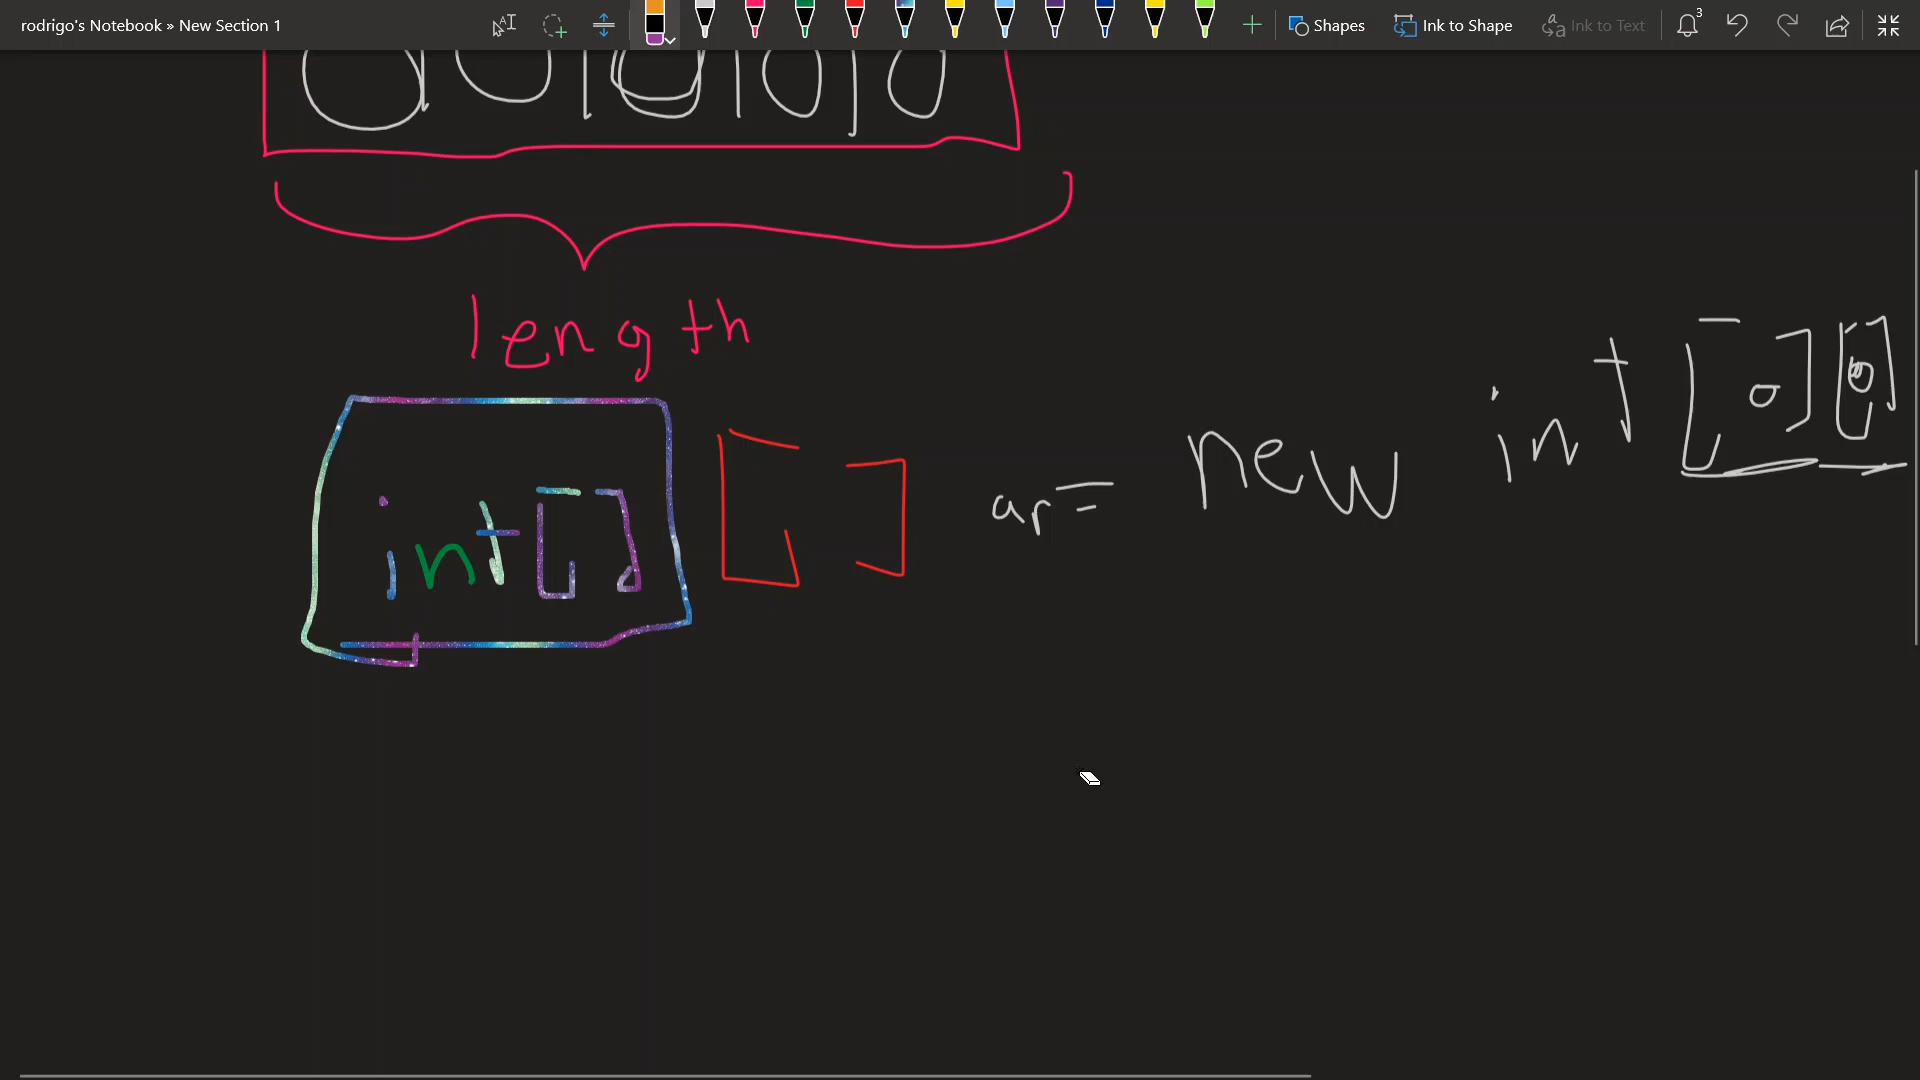 rodrigo's Notebook » New Section 1
Shapes
Ink to Shape
Ink to Text
3
length
int[][] ar= new int[0][0]